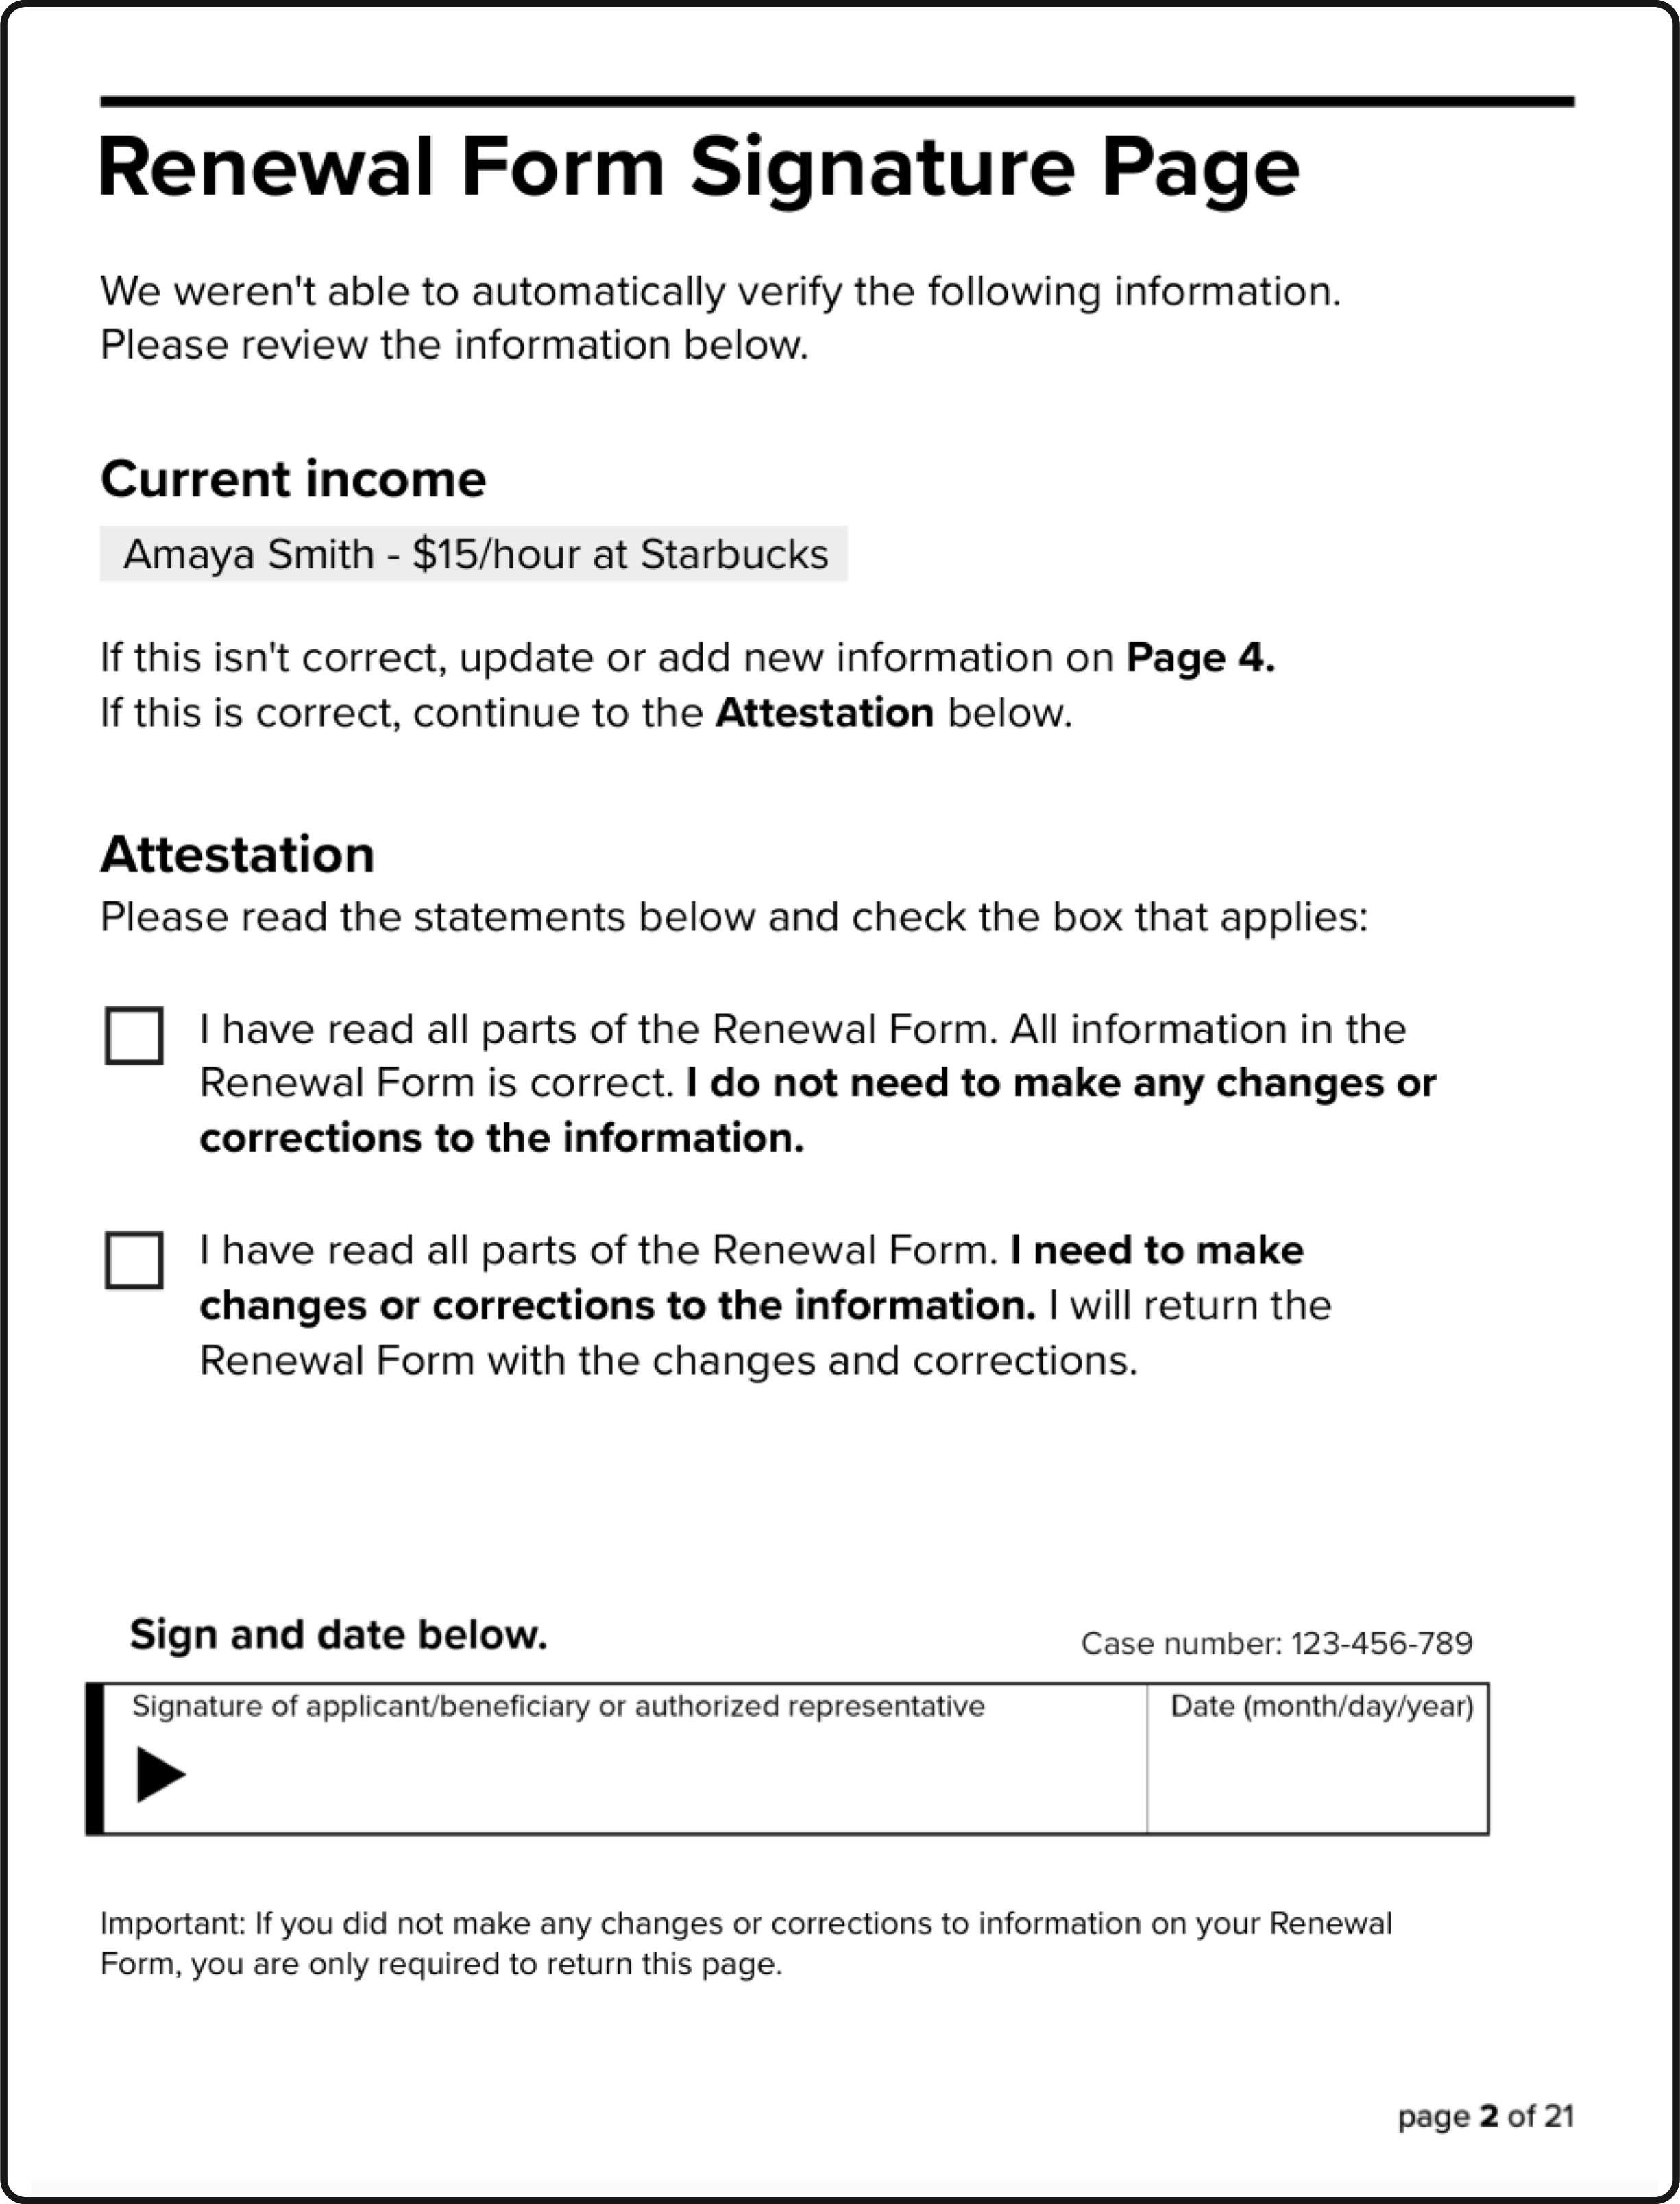 Renewal Form Signature Page
We weren't able to automatically verify the following information.
Please review the information below.
Current income
Amaya Smith - $15/hour at Starbucks
If this isn't correct, update or add new information on Page 4.
If this is correct, continue to the Attestation below.
Attestation
Please read the statements below and check the box that applies:
I have read all parts of the Renewal Form. All information in the
Renewal Form is correct. I do not need to make any changes or
corrections to the information.
I have read all parts of the Renewal Form. I need to make
changes or corrections to the information. I will return the
Renewal Form with the changes and corrections.
Sign and date below.
Case number: 123-456-789
Signature of applicant/beneficiary or authorized representative
Date (month/day/year)
Important: If you did not make any changes or corrections to information on your Renewal
Form, you are only required to return this page.
page 2 of 21